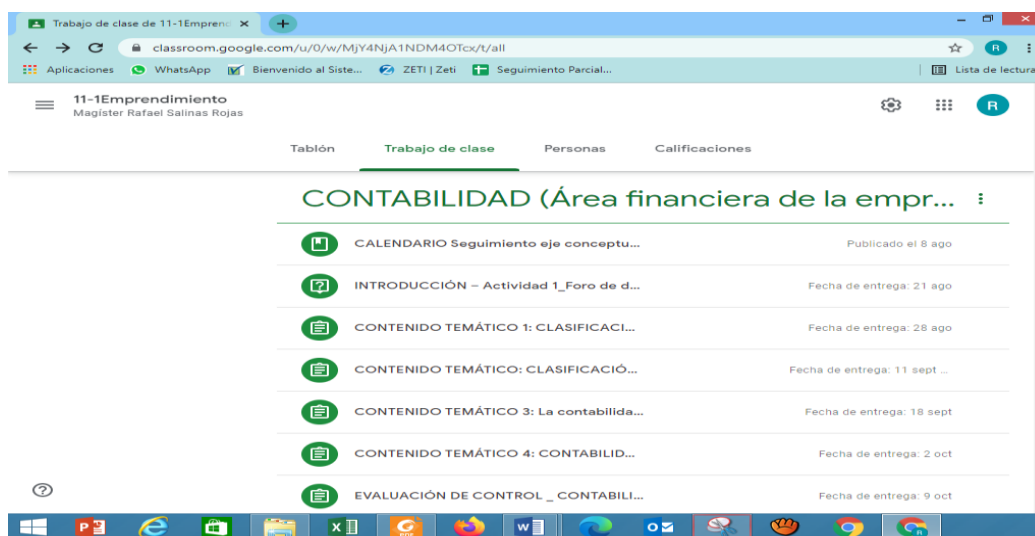 Trabajo de clase de 11-1Emprend
classroom.google.com/u/0/w/MjY4NjA1NDM4OTcx/t/all
R
Aplicaciones WhatsApp Bienvenido al Siste... ZETI | Zeti Seguimiento Parcial... Lista de lectura
11-1Emprendimiento
Magíster Rafael Salinas Rojas
R
Tablón Trabajo de clase Personas Calificaciones
CONTABILIDAD (Área financiera de la empr...
CALENDARIO Seguimiento eje conceptu... Publicado el 8 ago
INTRODUCCIÓN – Actividad 1_Foro de d... Fecha de entrega: 21 ago
CONTENIDO TEMÁTICO 1: CLASIFICACI... Fecha de entrega: 28 ago
CONTENIDO TEMÁTICO: CLASIFICACIÓ... Fecha de entrega: 11 sept ...
CONTENIDO TEMÁTICO 3: La contabilida... Fecha de entrega: 18 sept
CONTENIDO TEMÁTICO 4: CONTABILID... Fecha de entrega: 2 oct
EVALUACIÓN DE CONTROL _ CONTABILI... Fecha de entrega: 9 oct